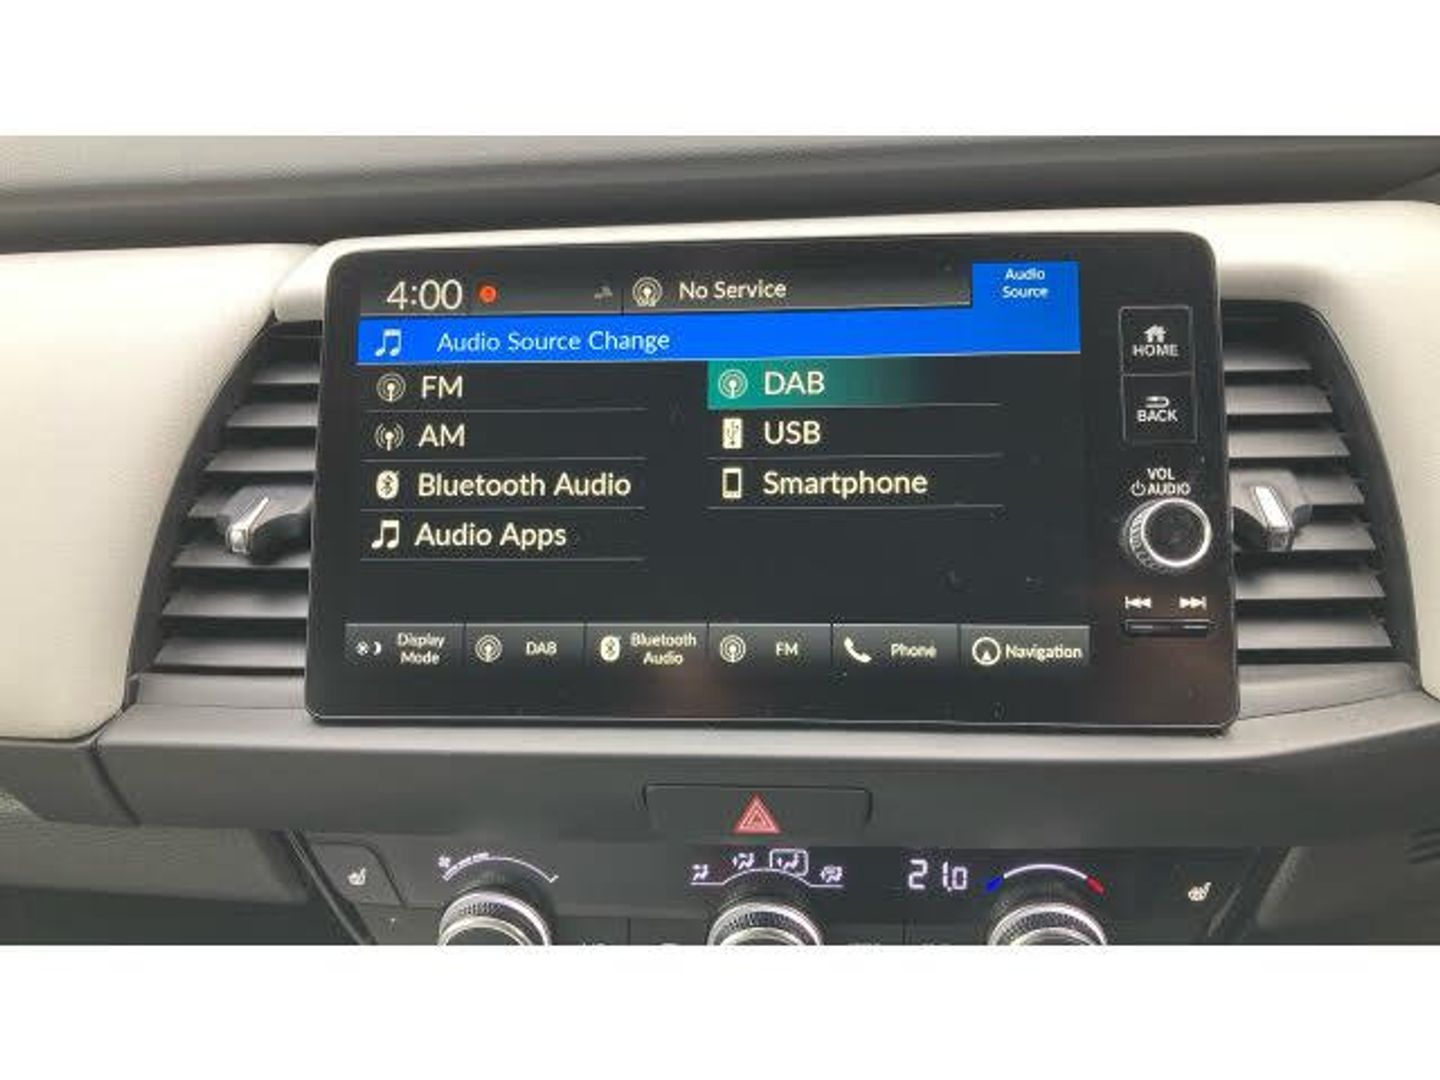 4:00
No Service
Audio
Source
Audio Source Change
FM
DAB
AM
USB
Bluetooth Audio
Smartphone
Audio Apps
Display
Mode
DAB
Bluetooth
Audio
FM
Phone
Navigation
HOME
BACK
VOL
AUDIO
21.0